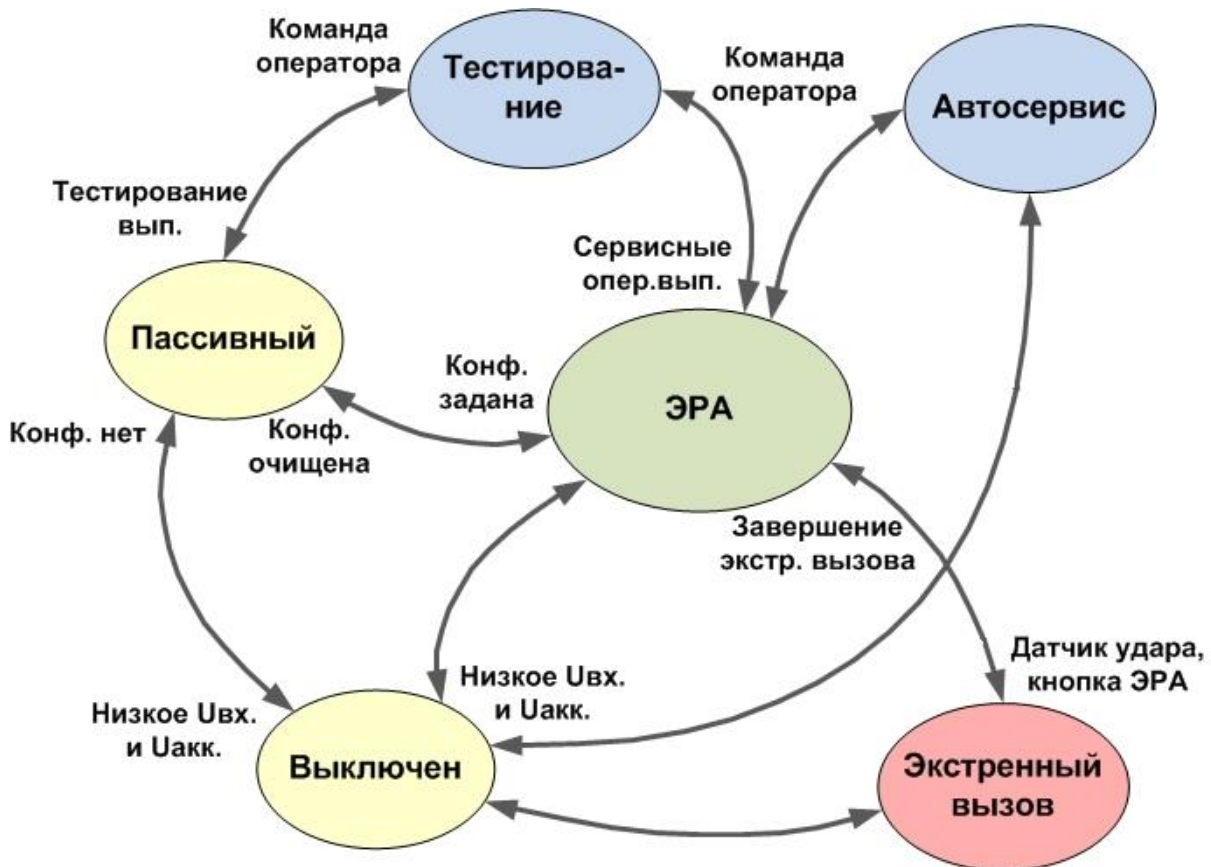 Команда
оператора
Тестирова-
ние
Команда
оператора
Автосервис
Тестирование
вып.
Сервисные
опер.вып.
Пассивный
Конф.
задана
ЭРА
Конф. нет
Конф.
очищена
Завершение
экстр. вызова
Датчик удара,
кнопка ЭРА
Низкое Uвх.
и Uакк.
Низкое Uвх.
и Uакк.
Выключен
Экстренный
вызов